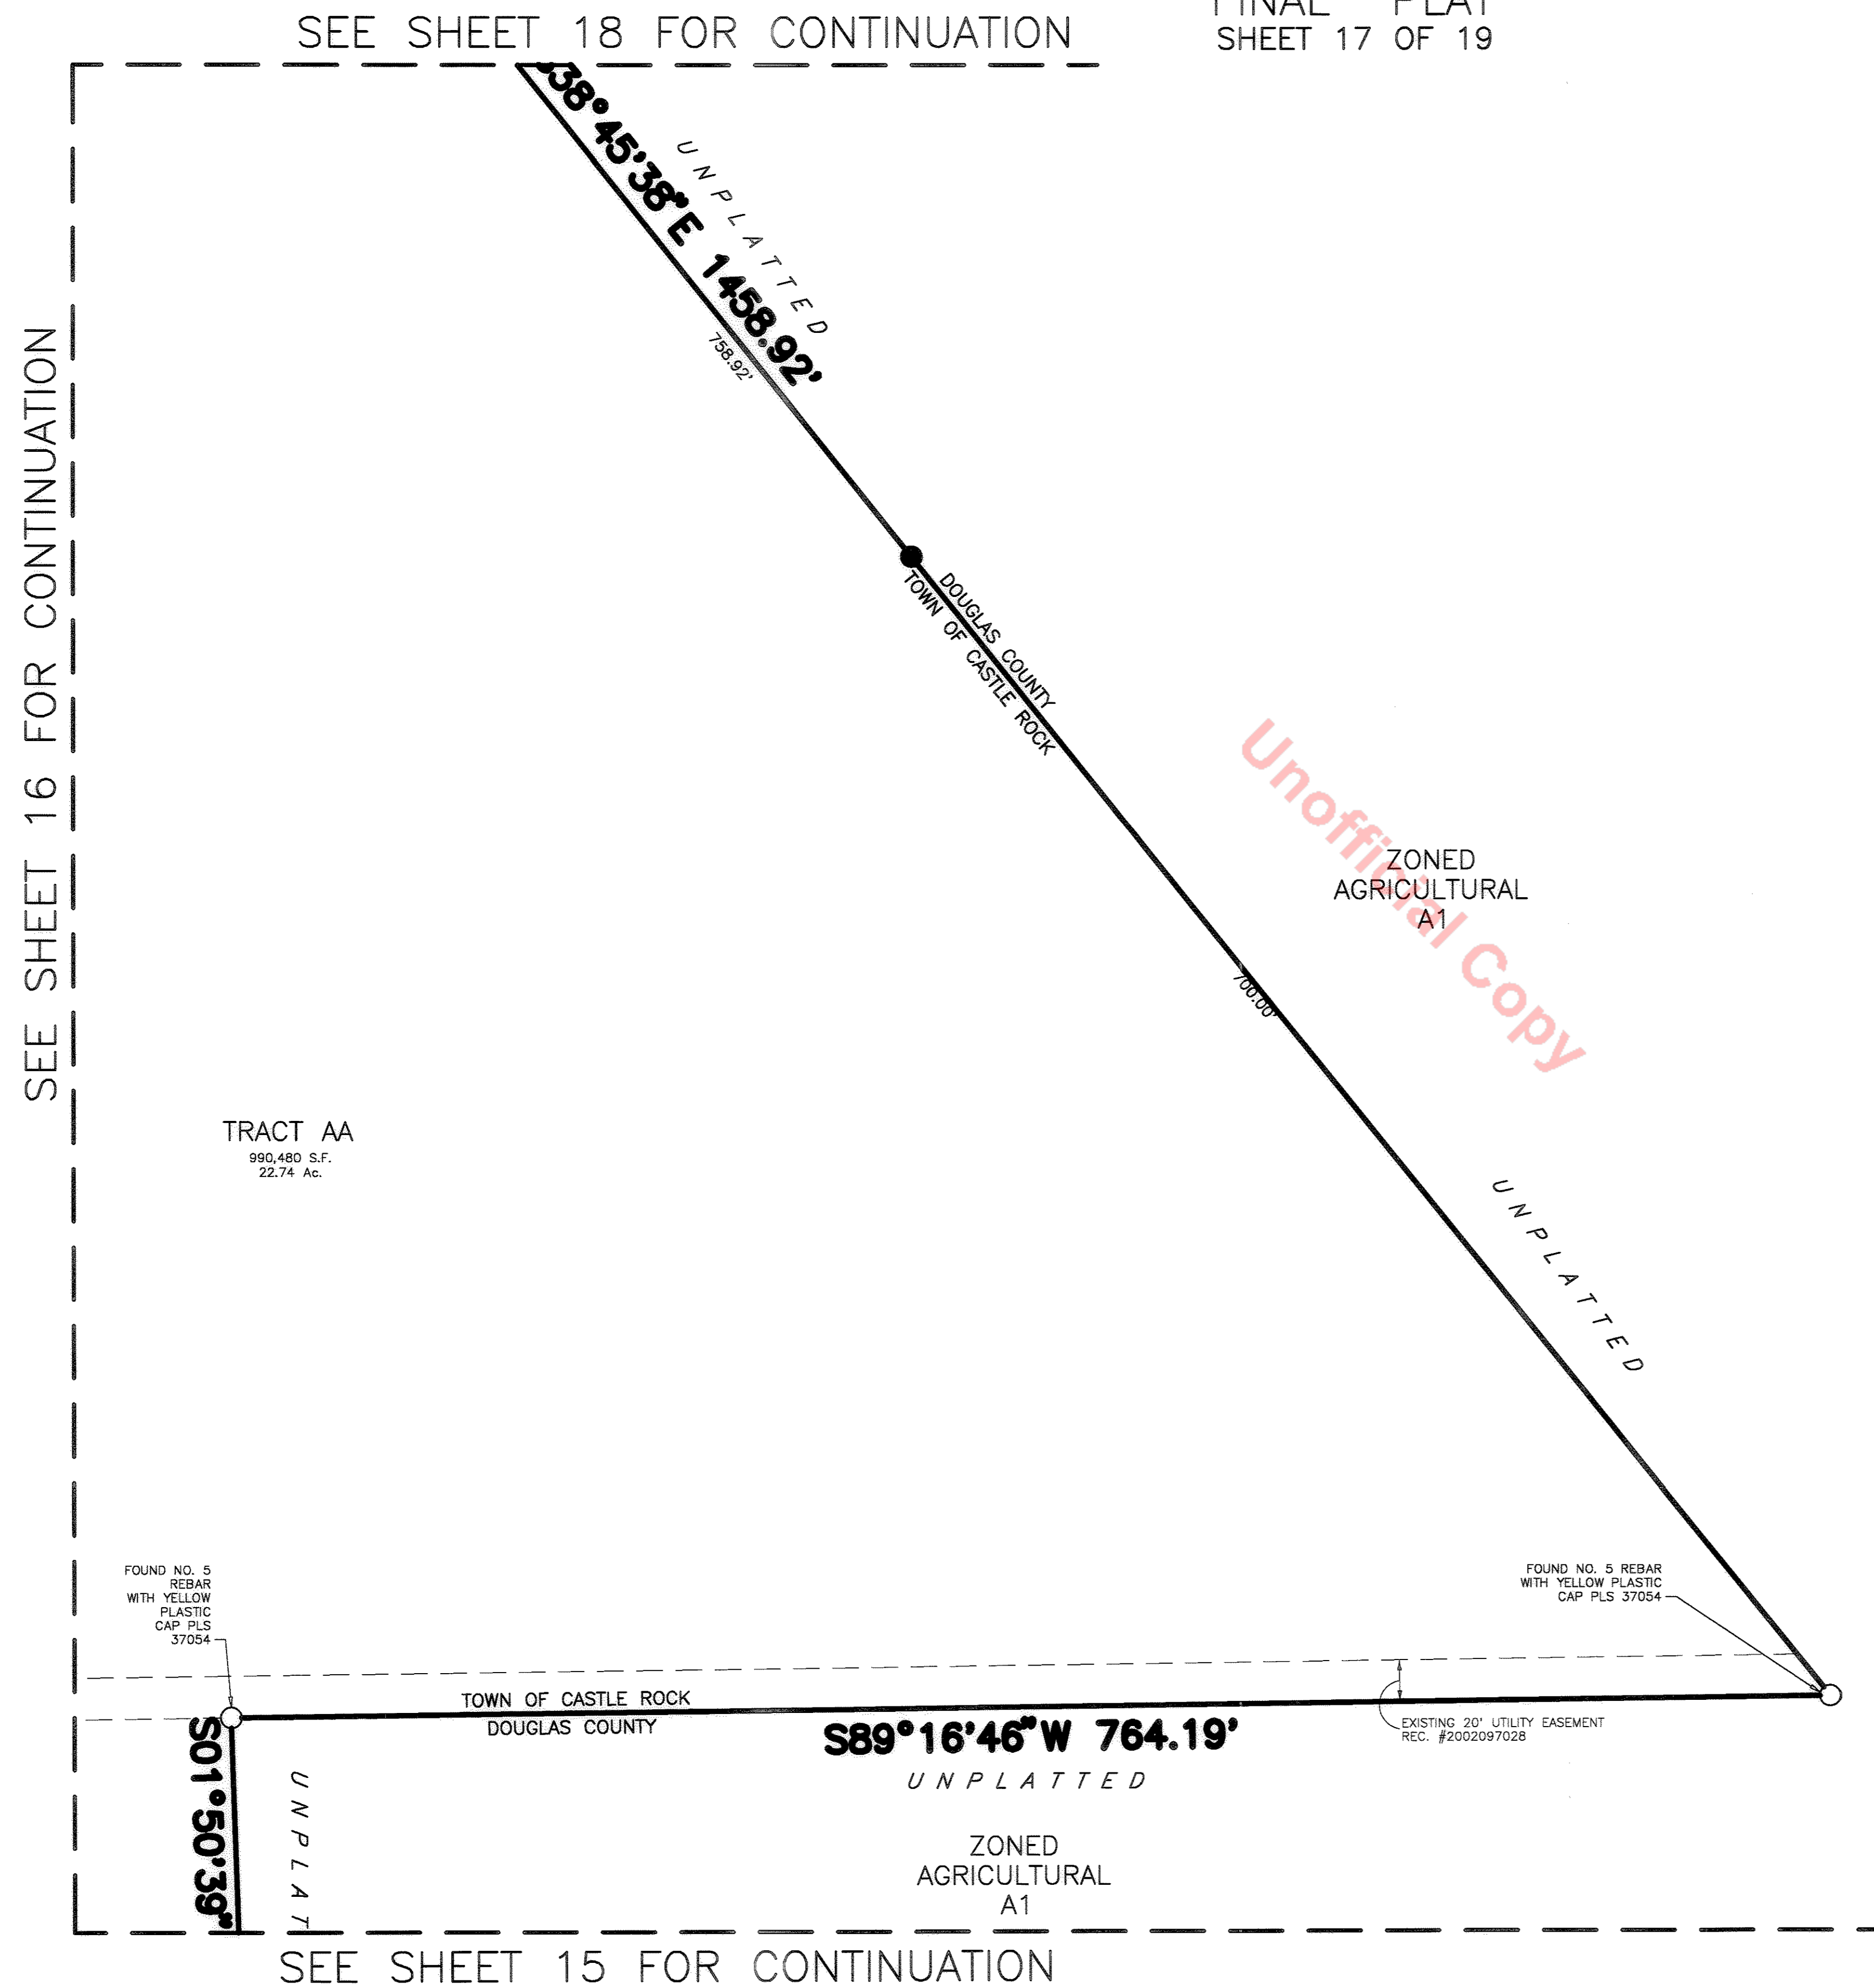 FINAL PLAT
SHEET 17 OF 19
SEE SHEET 18 FOR CONTINUATION
SEE SHEET 16 FOR CONTINUATION
38°45'38"E 1458.92'
UNPLATTED
758.92'
DOUGLAS COUNTY
TOWN OF CASTLE ROCK
Unofficial Copy
ZONED
AGRICULTURAL
A1
700.00'
TRACT AA
990,480 S.F.
22.74 Ac.
UNPLATTED
FOUND NO. 5
REBAR
WITH YELLOW
PLASTIC
CAP PLS
37054
FOUND NO. 5 REBAR
WITH YELLOW PLASTIC
CAP PLS 37054
TOWN OF CASTLE ROCK
DOUGLAS COUNTY
S89°16'46"W 764.19'
EXISTING 20' UTILITY EASEMENT
REC. #2002097028
UNPLATTED
S01°50'39"
UNPLAT
ZONED
AGRICULTURAL
A1
SEE SHEET 15 FOR CONTINUATION